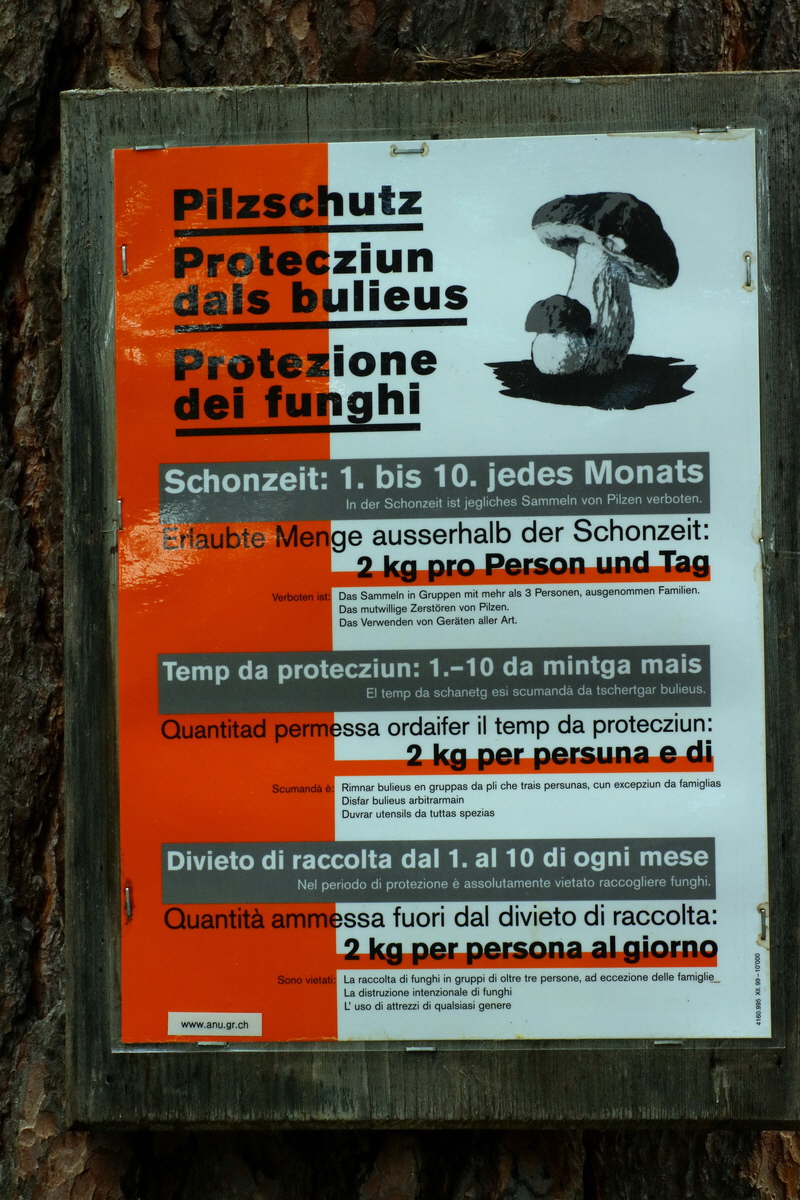 Pilzschutz
Protecziun
dals bulieus
Protezione
dei funghi
Schonzeit: 1. bis 10. jedes Monats
In der Schonzeit ist jegliches Sammeln von Pilzen verboten.
Erlaubte Menge ausserhalb der Schonzeit:
2 kg pro Person und Tag
Verboten ist: Das Sammeln in Gruppen mit mehr als 3 Personen, ausgenommen Familien.
Das mutwillige Zerstören von Pilzen.
Das Verwenden von Geräten aller Art.
Temp da protecziun: 1.–10 da mintga mais
El temp da schanetg esi scumandà da tschertgar bulieus.
Quantitad permessa ordaifer il temp da protecziun:
2 kg per persuna e di
Scumandà è: Rimnar bulieus en gruppas da pli che trais persunas, cun excepziun da famiglias
Disfar bulieus arbitrarmain
Duvrar utensils da tuttas spezias
Divieto di raccolta dal 1. al 10 di ogni mese
Nel periodo di protezione è assolutamente vietato raccogliere funghi.
Quantità ammessa fuori dal divieto di raccolta:
2 kg per persona al giorno
Sono vietati: La raccolta di funghi in gruppi di oltre tre persone, ad eccezione delle famiglie
La distruzione intenzionale di funghi
L' uso di attrezzi di qualsiasi genere
www.anu.gr.ch
4160.995 XII. 99 – 10'000